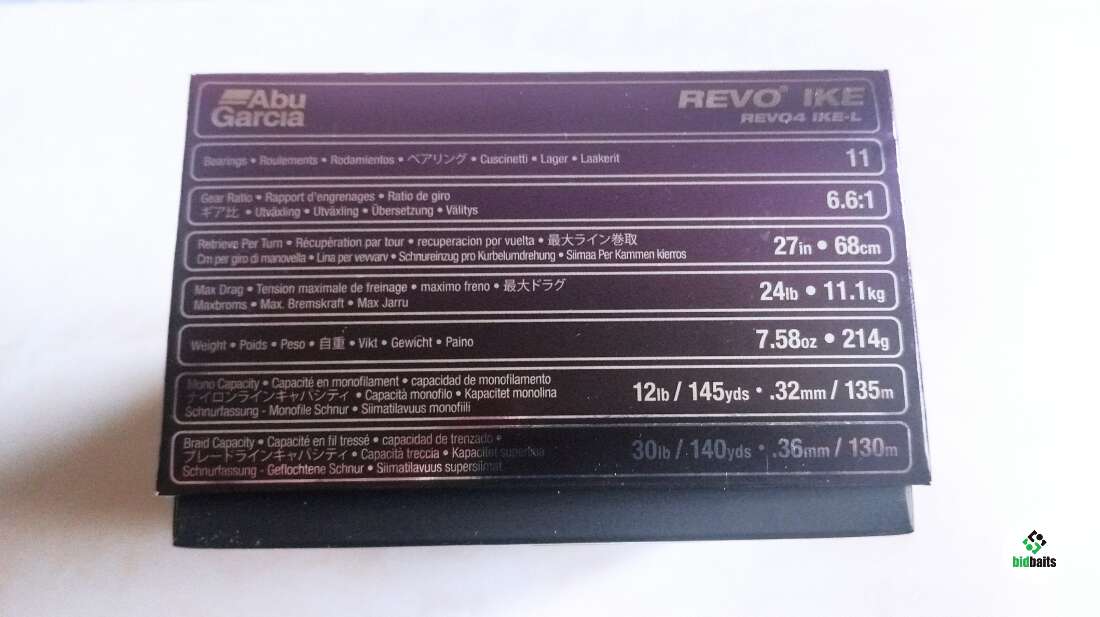 Abu
Garcia
REVO® IKE
REVO4 IKE-L
Bearings • Roulements • Rodamientos • ベアリング • Cuscinetti • Lager • Laakerit
11
Gear Ratio • Rapport d'engrenages • Ratio de giro
ギア比 • Utväxling • Utväxling • Übersetzung • Välitys
6.6:1
Retrieve Per Turn • Récupération par tour • recuperacion por vuelta • 最大ライン巻取
Cm per giro di manovella • Lina per vevvarv • Schnureinzug pro Kurbelumdrehung • Siimaa Per Kammen kierros
27in • 68cm
Max Drag • Tension maximale de freinage • maximo freno • 最大ドラグ
Maxbroms • Max. Bremskraft • Max Jarru
24lb • 11.1kg
Weight • Poids • Peso • 自重 • Vikt • Gewicht • Paino
7.58oz • 214g
Mono Capacity • Capacité en monofilament • capacidad de monofilamento
ナイロンラインキャパシティ • Capacità monofilo • Kapacitet monolina
Schnurfassung - Monofile Schnur • Siimatilavuus monofiili
12lb / 145yds • .32mm / 135m
Braid Capacity • Capacité en fil tressé • capacidad de trenzado •
ブレードラインキャパシティ • Capacità treccia • Kapacitet superlina
Schnurfassung - Geflochtene Schnur • Siimatilavuus supersiimat
30lb / 140yds • .36mm / 130m
bidbaits